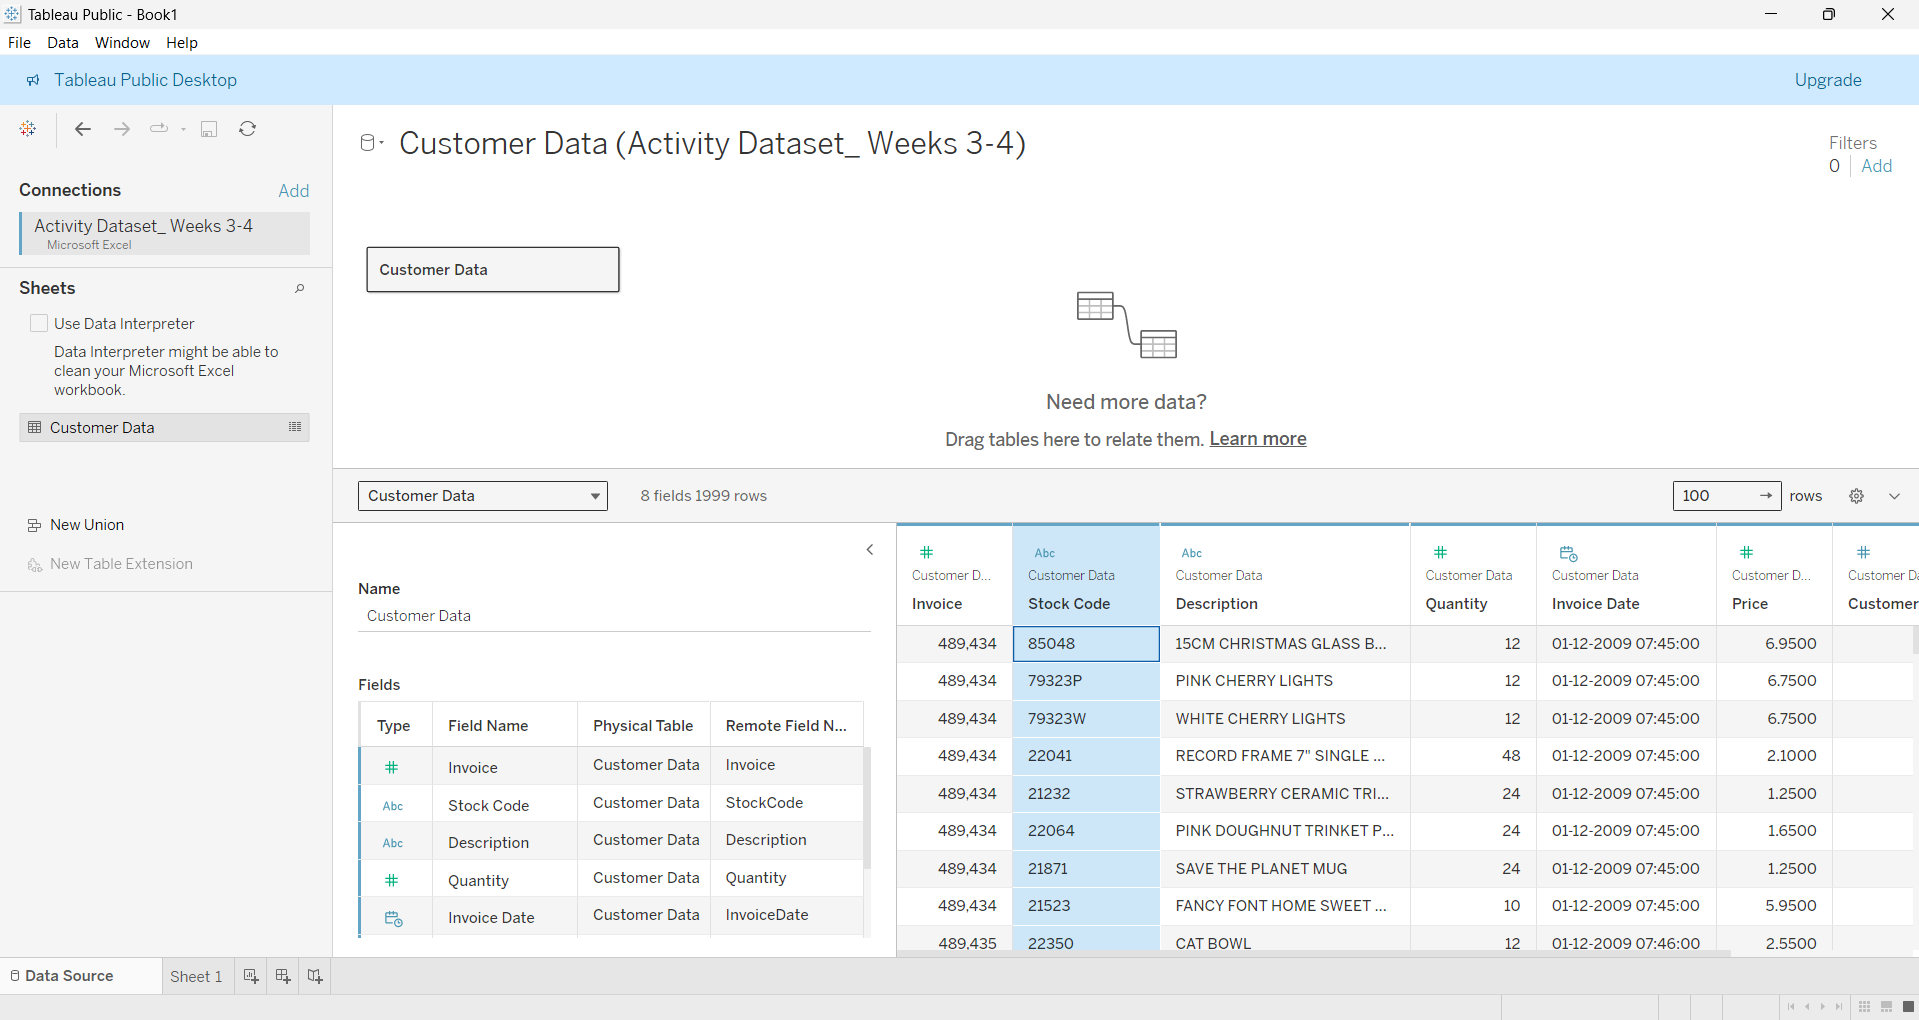 Tableau Public - Book1
File Data Window Help
Tableau Public Desktop
Upgrade
Connections
Add
Activity Dataset_ Weeks 3-4
Microsoft Excel
Sheets
Use Data Interpreter
Data Interpreter might be able to
clean your Microsoft Excel
workbook.
Customer Data
New Union
New Table Extension
Customer Data (Activity Dataset_ Weeks 3-4)
Filters
0 Add
Customer Data
Need more data?
Drag tables here to relate them. Learn more
Customer Data
8 fields 1999 rows
100 → rows
Name
Customer Data
Fields
Type Field Name Physical Table Remote Field N...
# Invoice Customer Data Invoice
Abc Stock Code Customer Data StockCode
Abc Description Customer Data Description
# Quantity Customer Data Quantity
Invoice Date Customer Data InvoiceDate
# Abc Abc # # #
Customer D... Customer Data Customer Data Customer Data Customer Data Customer D... Customer Da
Invoice Stock Code Description Quantity Invoice Date Price Customer
489,434 85048 15CM CHRISTMAS GLASS B... 12 01-12-2009 07:45:00 6.9500
489,434 79323P PINK CHERRY LIGHTS 12 01-12-2009 07:45:00 6.7500
489,434 79323W WHITE CHERRY LIGHTS 12 01-12-2009 07:45:00 6.7500
489,434 22041 RECORD FRAME 7" SINGLE ... 48 01-12-2009 07:45:00 2.1000
489,434 21232 STRAWBERRY CERAMIC TRI... 24 01-12-2009 07:45:00 1.2500
489,434 22064 PINK DOUGHNUT TRINKET P... 24 01-12-2009 07:45:00 1.6500
489,434 21871 SAVE THE PLANET MUG 24 01-12-2009 07:45:00 1.2500
489,434 21523 FANCY FONT HOME SWEET ... 10 01-12-2009 07:45:00 5.9500
489,435 22350 CAT BOWL 12 01-12-2009 07:46:00 2.5500
Data Source Sheet 1